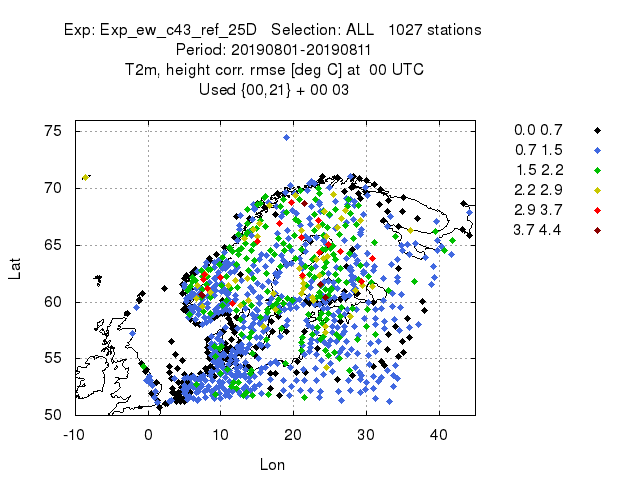 Exp: Exp_ew_c43_ref_25D   Selection: ALL   1027 stations
Period: 20190801-20190811
T2m, height corr. rmse [deg C] at  00 UTC
Used {00,21} + 00 03
75
70
65
60
55
50
-10 0 10 20 30 40
Lat
Lon
0.0 0.7
0.7 1.5
1.5 2.2
2.2 2.9
2.9 3.7
3.7 4.4